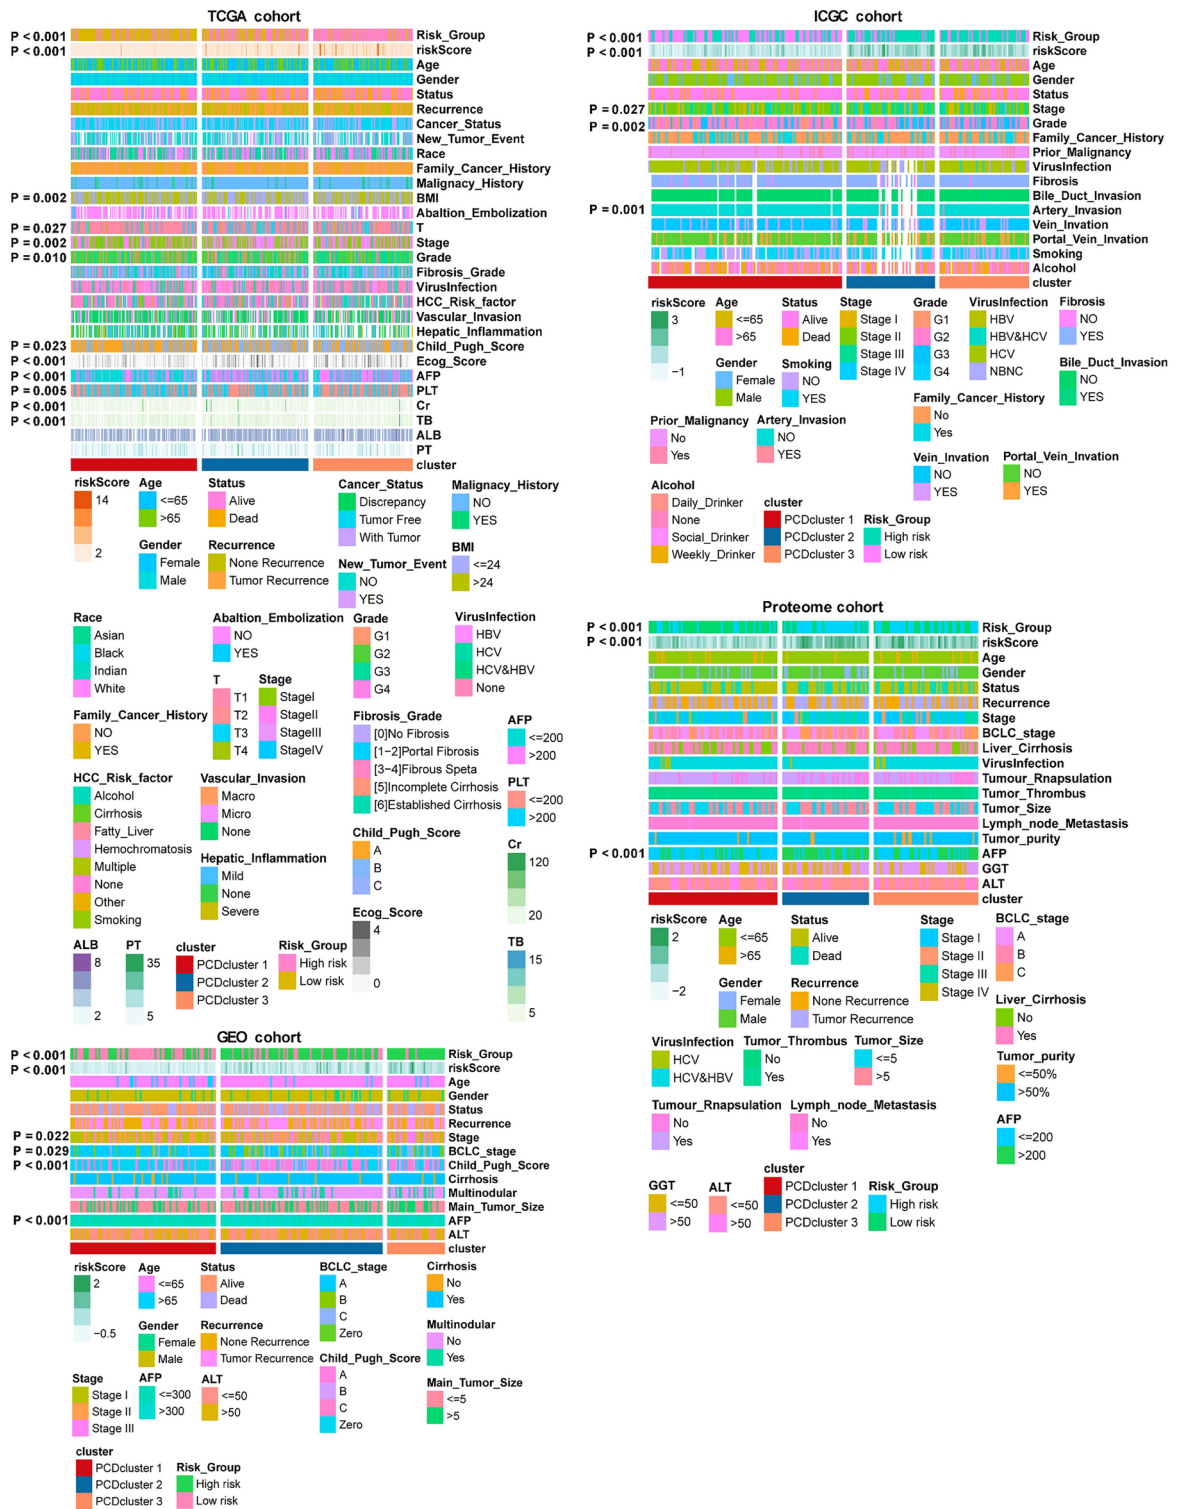 TCGA cohort
P < 0.001 Risk_Group
P < 0.001 riskScore
Age
Gender
Status
Recurrence
Cancer_Status
New_Tumor_Event
Race
Family_Cancer_History
Malignacy_History
P = 0.002 BMI
Abaltion_Embolization
P = 0.027 T
P = 0.002 Stage
P = 0.010 Grade
Fibrosis_Grade
VirusInfection
HCC_Risk_factor
Vascular_Invasion
Hepatic_Inflammation
P = 0.023 Child_Pugh_Score
P < 0.001 Ecog_Score
P < 0.001 AFP
P = 0.005 PLT
P < 0.001 Cr
P < 0.001 TB
ALB
PT
cluster
riskScore
14
2
Age
<=65
>65
Status
Alive
Dead
Cancer_Status
Discrepancy
Tumor Free
With Tumor
Malignacy_History
NO
YES
Gender
Female
Male
Recurrence
None Recurrence
Tumor Recurrence
New_Tumor_Event
NO
YES
BMI
<=24
>24
Race
Asian
Black
Indian
White
Abaltion_Embolization
NO
YES
Grade
G1
G2
G3
G4
VirusInfection
HBV
HCV
HCV&HBV
None
T
T1
T2
T3
T4
Stage
StageI
StageII
StageIII
StageIV
Family_Cancer_History
NO
YES
Fibrosis_Grade
[0]No Fibrosis
[1−2]Portal Fibrosis
[3−4]Fibrous Speta
[5]Incomplete Cirrhosis
[6]Established Cirrhosis
AFP
<=200
>200
HCC_Risk_factor
Alcohol
Cirrhosis
Fatty_Liver
Hemochromatosis
Multiple
None
Other
Smoking
Vascular_Invasion
Macro
Micro
None
PLT
<=200
>200
Child_Pugh_Score
A
B
C
Hepatic_Inflammation
Mild
None
Severe
Cr
120
20
Ecog_Score
4
0
ALB
8
2
PT
35
5
cluster
PCDcluster 1
PCDcluster 2
PCDcluster 3
Risk_Group
High risk
Low risk
TB
15
5
GEO cohort
P < 0.001 Risk_Group
P < 0.001 riskScore
Age
Gender
Status
Recurrence
P = 0.022 Stage
P = 0.029 BCLC_stage
P < 0.001 Child_Pugh_Score
Cirrhosis
Multinodular
Main_Tumor_Size
P < 0.001 AFP
ALT
cluster
riskScore
2
−0.5
Age
<=65
>65
Status
Alive
Dead
BCLC_stage
A
B
C
Zero
Cirrhosis
No
Yes
Gender
Female
Male
Recurrence
None Recurrence
Tumor Recurrence
Multinodular
No
Yes
Child_Pugh_Score
A
B
C
Zero
Stage
Stage I
Stage II
Stage III
AFP
<=300
>300
ALT
<=50
>50
Main_Tumor_Size
<=5
>5
cluster
PCDcluster 1
PCDcluster 2
PCDcluster 3
Risk_Group
High risk
Low risk
ICGC cohort
P < 0.001 Risk_Group
P < 0.001 riskScore
Age
Gender
Status
P = 0.027 Stage
P = 0.002 Grade
Family_Cancer_History
Prior_Malignancy
VirusInfection
Fibrosis
Bile_Duct_Invasion
P = 0.001 Artery_Invasion
Vein_Invation
Portal_Vein_Invation
Smoking
Alcohol
cluster
riskScore
3
−1
Age
<=65
>65
Status
Alive
Dead
Stage
Stage I
Stage II
Stage III
Stage IV
Grade
G1
G2
G3
G4
VirusInfection
HBV
HBV&HCV
HCV
NBNC
Fibrosis
NO
YES
Gender
Female
Male
Smoking
NO
YES
Bile_Duct_Invasion
NO
YES
Family_Cancer_History
No
Yes
Prior_Malignancy
No
Yes
Artery_Invasion
NO
YES
Vein_Invation
NO
YES
Portal_Vein_Invation
NO
YES
Alcohol
Daily_Drinker
None
Social_Drinker
Weekly_Drinker
cluster
PCDcluster 1
PCDcluster 2
PCDcluster 3
Risk_Group
High risk
Low risk
Proteome cohort
P < 0.001 Risk_Group
P < 0.001 riskScore
Age
Gender
Status
Recurrence
Stage
BCLC_stage
Liver_Cirrhosis
VirusInfection
Tumour_Rnapsulation
Tumor_Thrombus
Tumor_Size
Lymph_node_Metastasis
Tumor_purity
P < 0.001 AFP
GGT
ALT
cluster
riskScore
2
−2
Age
<=65
>65
Status
Alive
Dead
Stage
Stage I
Stage II
Stage III
Stage IV
BCLC_stage
A
B
C
Gender
Female
Male
Recurrence
None Recurrence
Tumor Recurrence
Liver_Cirrhosis
No
Yes
VirusInfection
HCV
HCV&HBV
Tumor_Thrombus
No
Yes
Tumor_Size
<=5
>5
Tumor_purity
<=50%
>50%
Tumour_Rnapsulation
No
Yes
Lymph_node_Metastasis
No
Yes
AFP
<=200
>200
GGT
<=50
>50
ALT
<=50
>50
cluster
PCDcluster 1
PCDcluster 2
PCDcluster 3
Risk_Group
High risk
Low risk